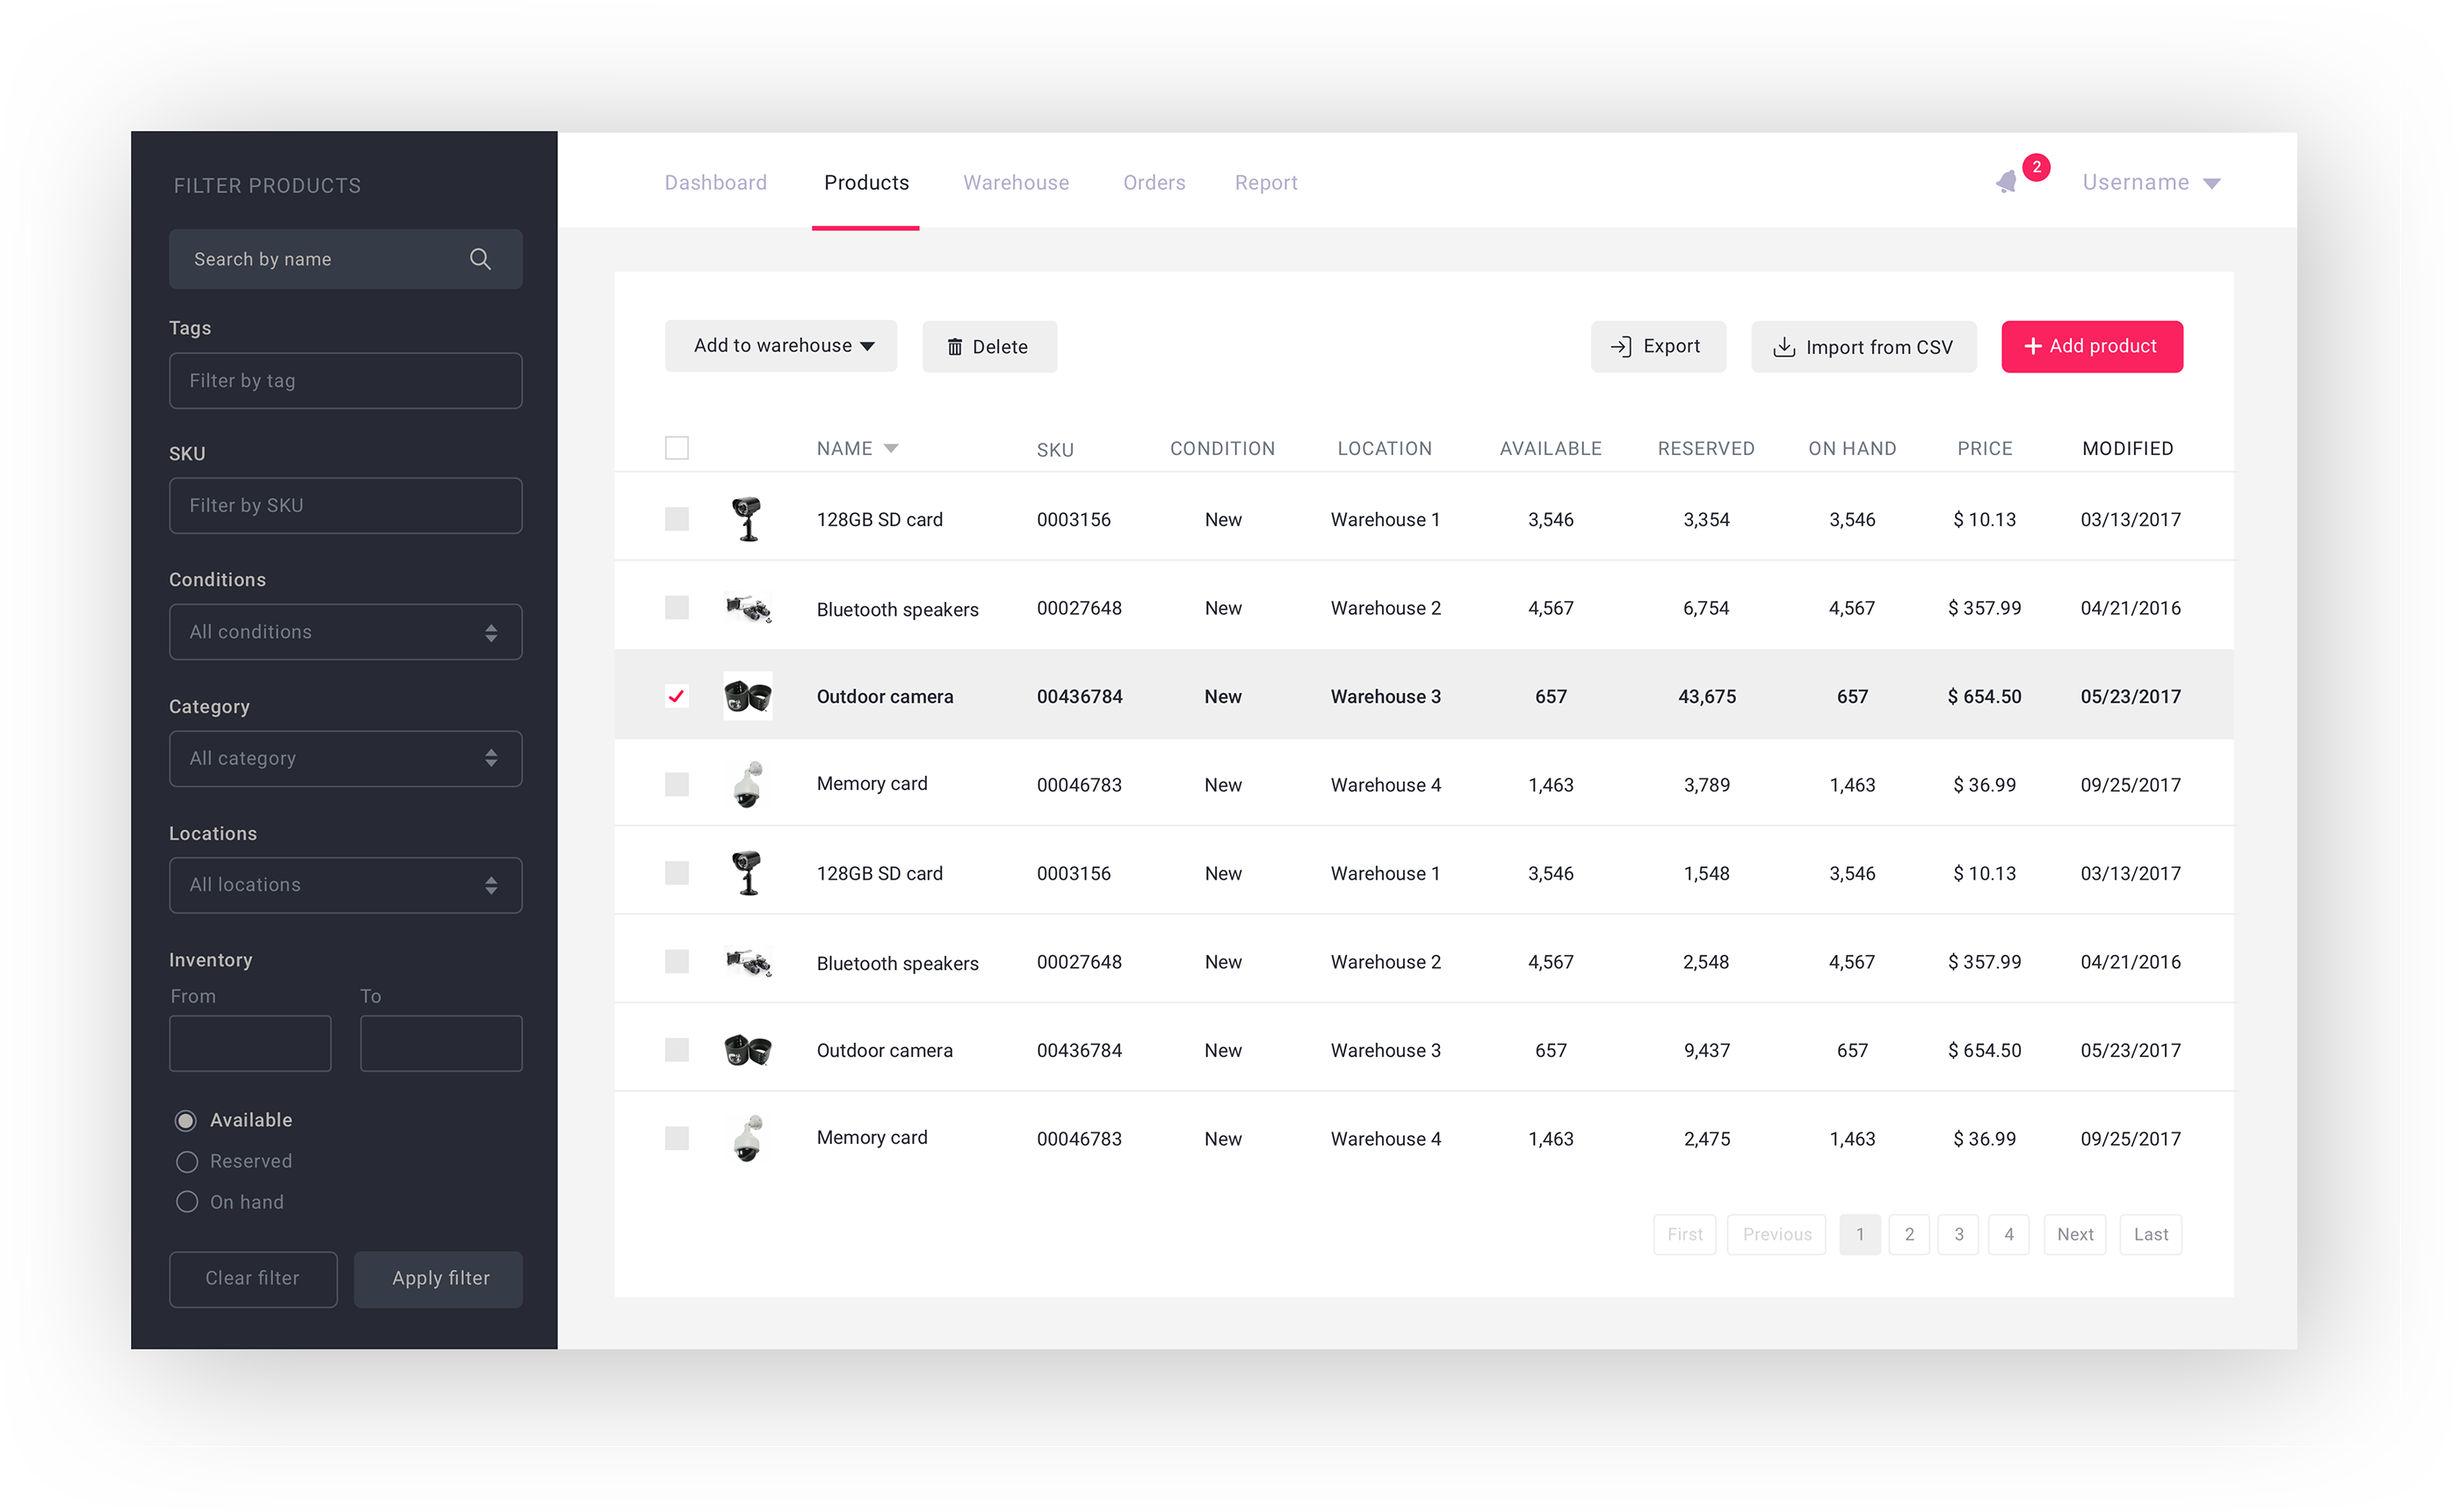 FILTER PRODUCTS
Search by name
Tags
Filter by tag
SKU
Filter by SKU
Conditions
All conditions
Category
All category
Locations
All locations
Inventory
From To
Available
Reserved
On hand
Clear filter Apply filter
Dashboard Products Warehouse Orders Report 2 Username
Add to warehouse Delete Export Import from CSV Add product
NAME SKU CONDITION LOCATION AVAILABLE RESERVED ON HAND PRICE MODIFIED
128GB SD card 0003156 New Warehouse 1 3,546 3,354 3,546 $ 10.13 03/13/2017
Bluetooth speakers 00027648 New Warehouse 2 4,567 6,754 4,567 $ 357.99 04/21/2016
Outdoor camera 00436784 New Warehouse 3 657 43,675 657 $ 654.50 05/23/2017
Memory card 00046783 New Warehouse 4 1,463 3,789 1,463 $ 36.99 09/25/2017
128GB SD card 0003156 New Warehouse 1 3,546 1,548 3,546 $ 10.13 03/13/2017
Bluetooth speakers 00027648 New Warehouse 2 4,567 2,548 4,567 $ 357.99 04/21/2016
Outdoor camera 00436784 New Warehouse 3 657 9,437 657 $ 654.50 05/23/2017
Memory card 00046783 New Warehouse 4 1,463 2,475 1,463 $ 36.99 09/25/2017
First Previous 1 2 3 4 Next Last